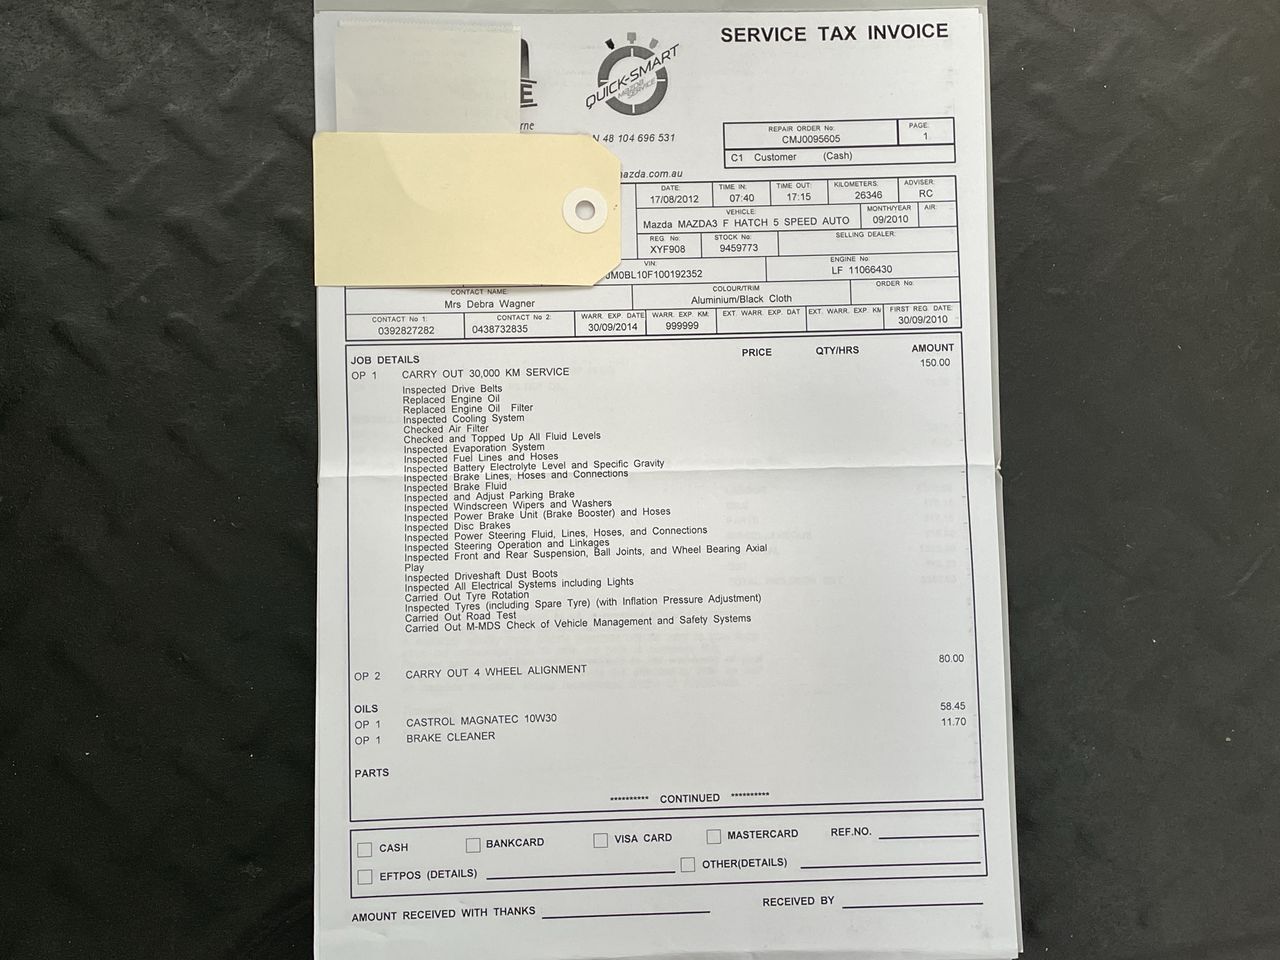 SERVICE TAX INVOICE
QUICK-SMART
MAZDA
SERVICE
rne
N 48 104 696 531
mazda.com.au
REPAIR ORDER No:
CMJ0095605
PAGE:
1
C1 Customer (Cash)
DATE:
17/08/2012
TIME IN:
07:40
TIME OUT:
17:15
KILOMETERS:
26346
ADVISER:
RC
VEHICLE:
Mazda MAZDA3 F HATCH 5 SPEED AUTO
MONTH/YEAR
09/2010
AIR:
REG. No:
XYF908
STOCK No:
9459773
SELLING DEALER:
VIN:
JM0BL10F100192352
ENGINE No:
LF 11066430
CONTACT NAME:
Mrs Debra Wagner
COLOUR/TRIM
Aluminium/Black Cloth
ORDER No:
CONTACT No 1:
0392827282
CONTACT No 2:
0438732835
WARR. EXP. DATE
30/09/2014
WARR. EXP KM:
999999
EXT. WARR. EXP. DAT
EXT. WARR. EXP. KM
FIRST REG. DATE:
30/09/2010
JOB DETAILS PRICE QTY/HRS AMOUNT
OP 1 CARRY OUT 30,000 KM SERVICE 150.00
Inspected Drive Belts
Replaced Engine Oil
Replaced Engine Oil Filter
Inspected Cooling System
Checked Air Filter
Checked and Topped Up All Fluid Levels
Inspected Evaporation System
Inspected Fuel Lines and Hoses
Inspected Battery Electrolyte Level and Specific Gravity
Inspected Brake Lines, Hoses and Connections
Inspected Brake Fluid
Inspected and Adjust Parking Brake
Inspected Windscreen Wipers and Washers
Inspected Power Brake Unit (Brake Booster) and Hoses
Inspected Disc Brakes
Inspected Power Steering Fluid, Lines, Hoses, and Connections
Inspected Steering Operation and Linkages
Inspected Front and Rear Suspension, Ball Joints, and Wheel Bearing Axial
Play
Inspected Driveshaft Dust Boots
Inspected All Electrical Systems including Lights
Carried Out Tyre Rotation
Inspected Tyres (including Spare Tyre) (with Inflation Pressure Adjustment)
Carried Out Road Test
Carried Out M-MDS Check of Vehicle Management and Safety Systems
OP 2 CARRY OUT 4 WHEEL ALIGNMENT 80.00
OILS
OP 1 CASTROL MAGNATEC 10W30 58.45
OP 1 BRAKE CLEANER 11.70
PARTS
********** CONTINUED **********
CASH BANKCARD VISA CARD MASTERCARD REF.NO.
EFTPOS (DETAILS) OTHER(DETAILS)
AMOUNT RECEIVED WITH THANKS RECEIVED BY